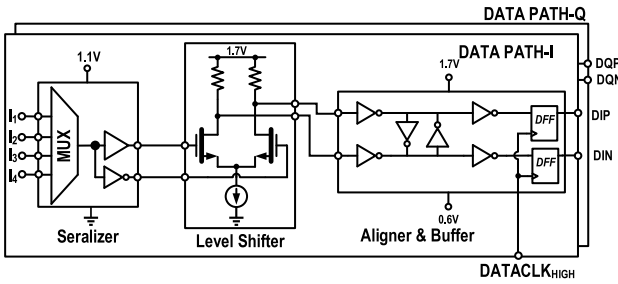 DATA PATH-Q
DATA PATH-I
1.1V
1.7V
1.7V
DQP
DQN
I1
I2
I3
I4
MUX
DFF
DFF
DIP
DIN
0.6V
Seralizer
Level Shifter
Aligner & Buffer
DATACLKHIGH